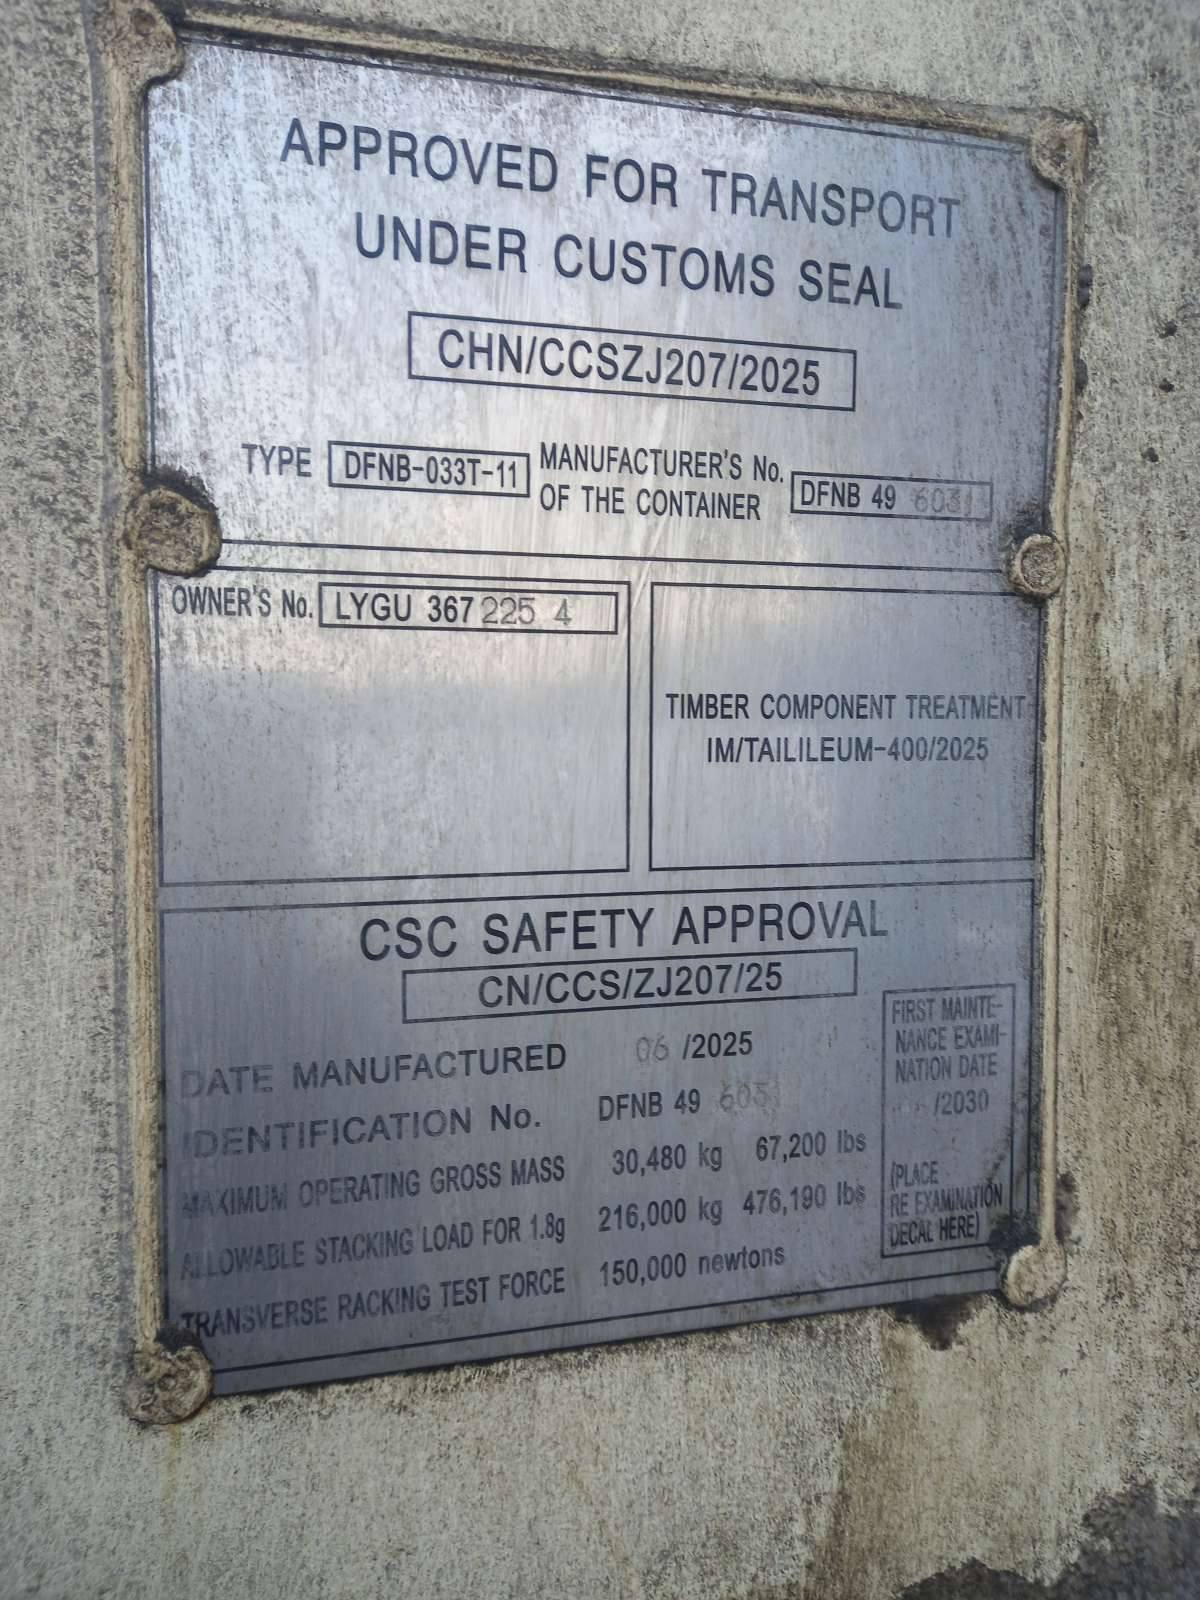 APPROVED FOR TRANSPORT
UNDER CUSTOMS SEAL
CHN/CCSZJ207/2025
TYPE DFNB-033T-11 MANUFACTURER'S No. OF THE CONTAINER DFNB 49 6031
OWNER'S No. LYGU 367 225 4
TIMBER COMPONENT TREATMENT
IM/TAILILEUM-400/2025
CSC SAFETY APPROVAL
CN/CCS/ZJ207/25
DATE MANUFACTURED 06 /2025
IDENTIFICATION No. DFNB 49 6031
MAXIMUM OPERATING GROSS MASS 30,480 kg 67,200 lbs
ALLOWABLE STACKING LOAD FOR 1.8g 216,000 kg 476,190 lbs
TRANSVERSE RACKING TEST FORCE 150,000 newtons
FIRST MAINTE-
NANCE EXAMI-
NATION DATE
/2030
(PLACE
RE EXAMINATION
DECAL HERE)